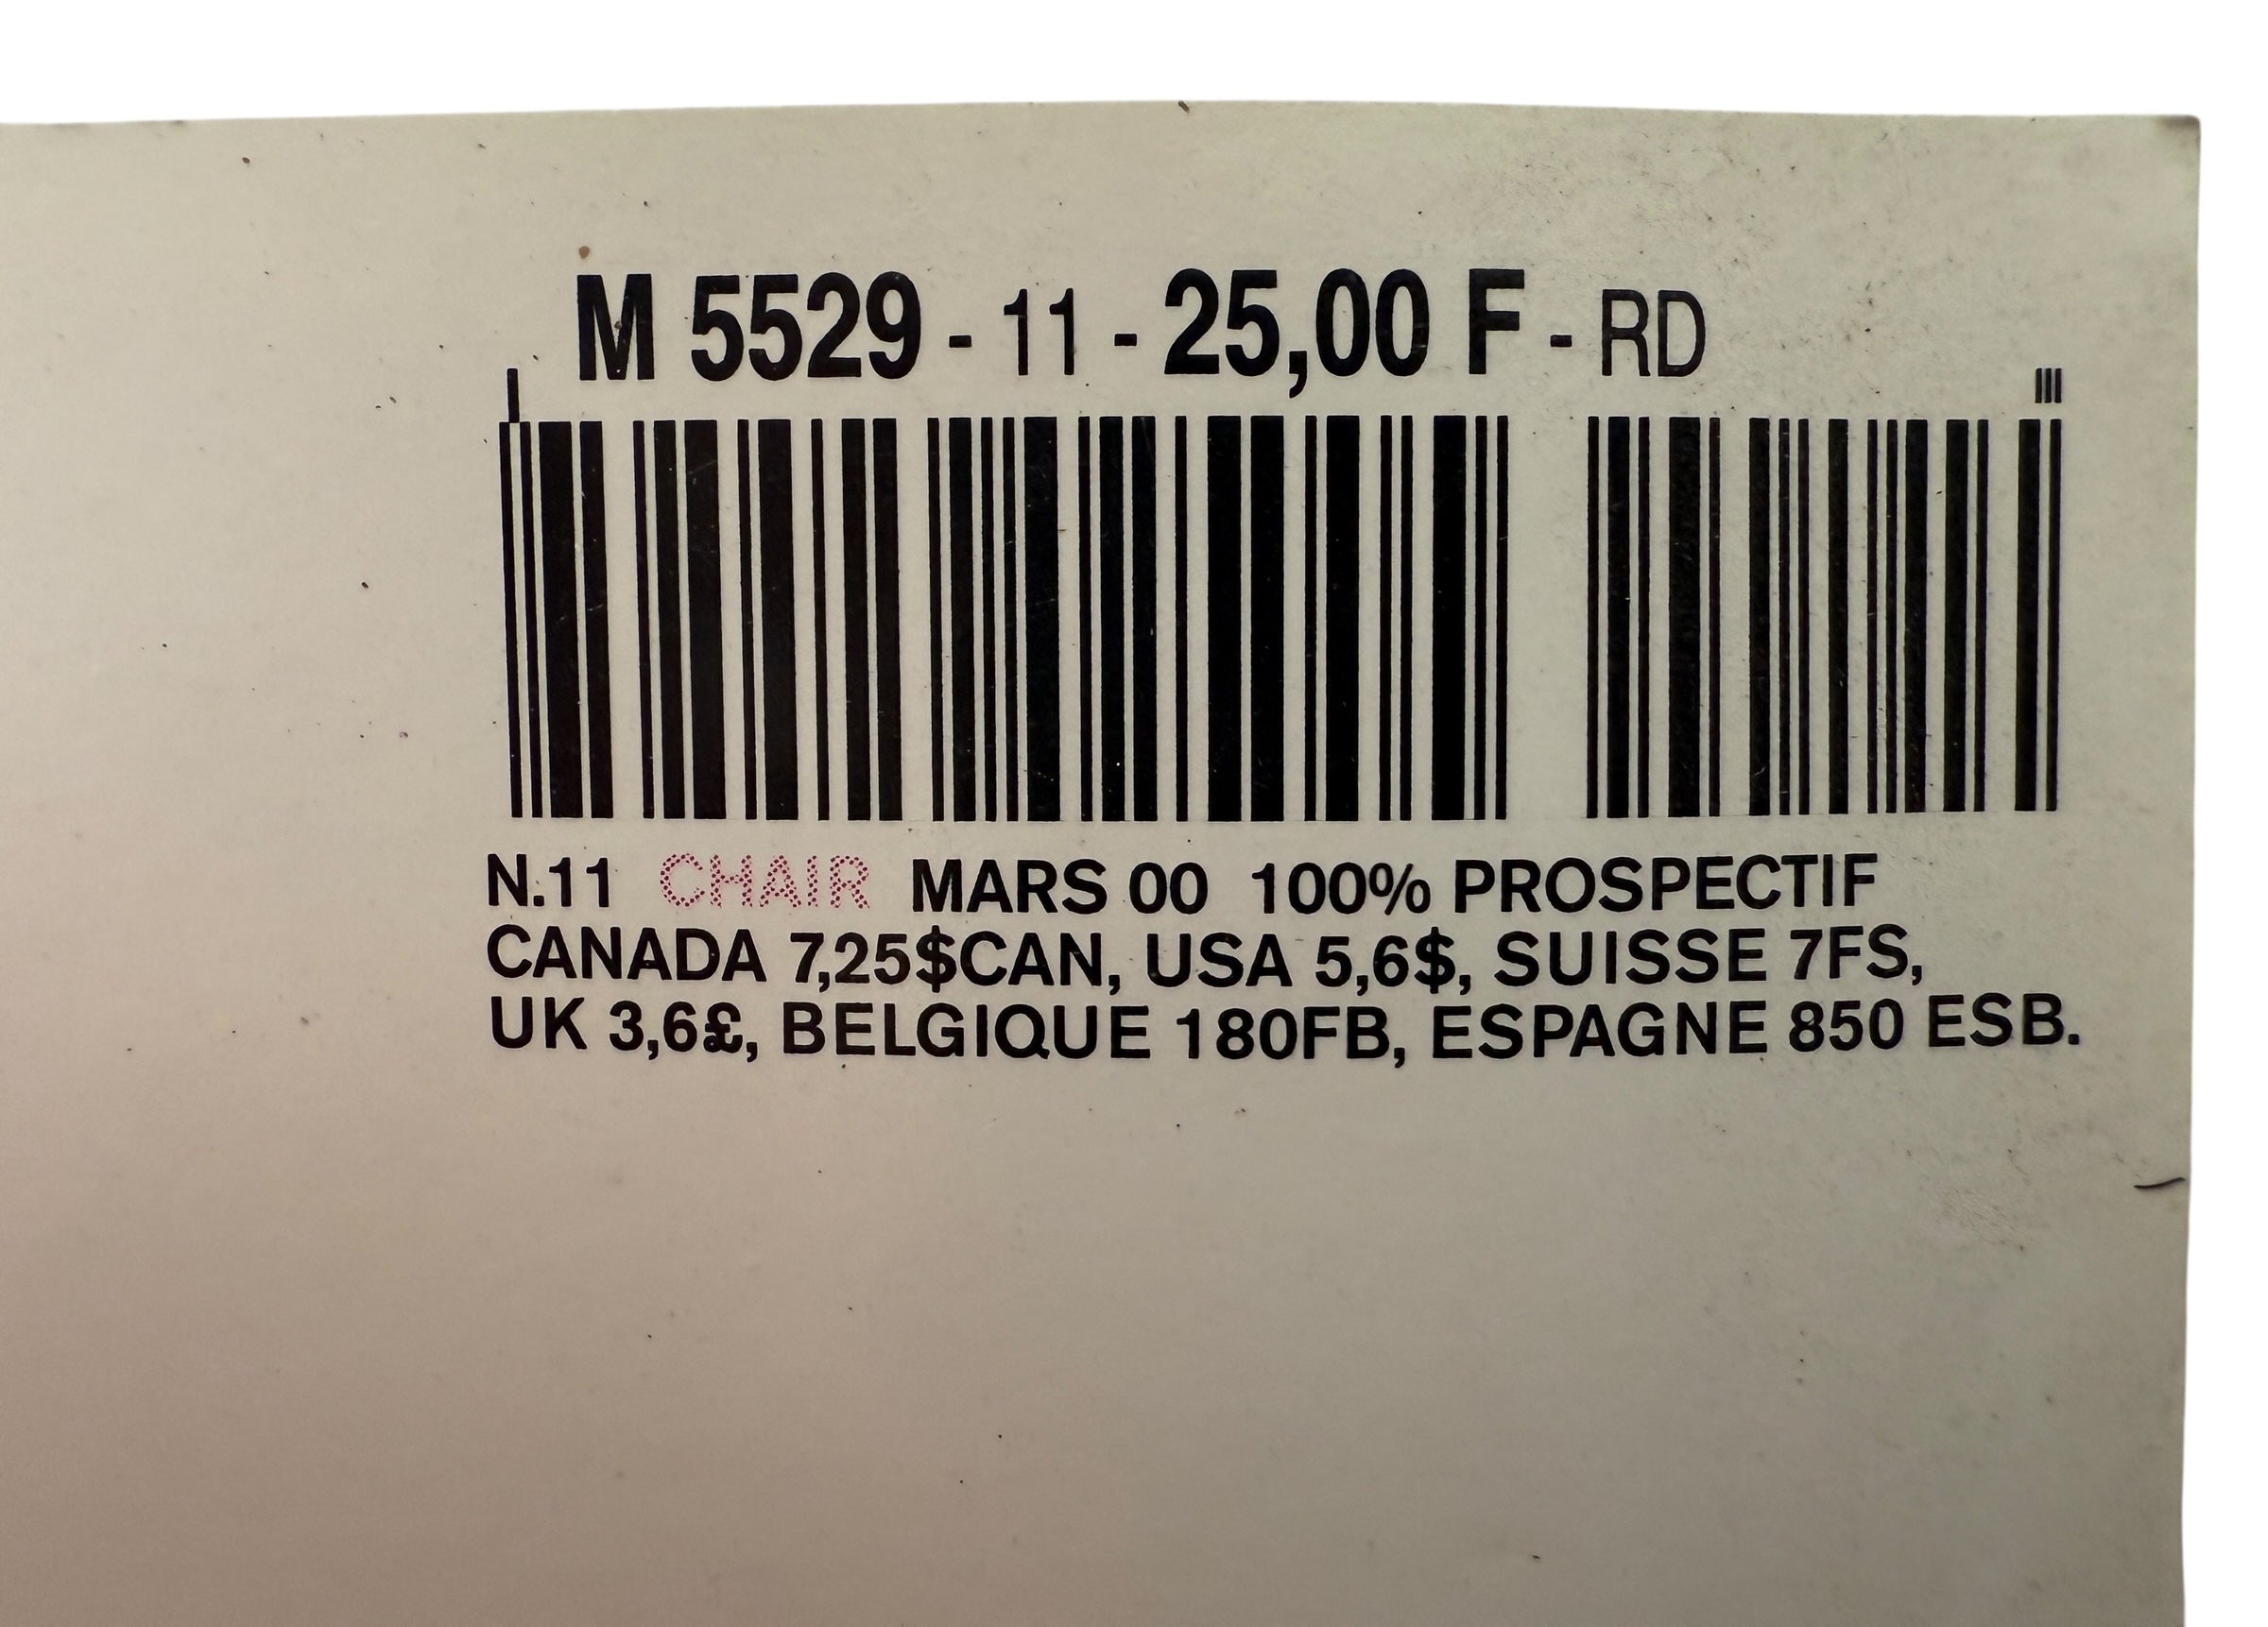 M 5529 - 11 - 25,00 F - RD
N.11 CHAIR MARS 00 100% PROSPECTIF
CANADA 7,25$CAN, USA 5,6$, SUISSE 7FS,
UK 3,6£, BELGIQUE 180FB, ESPAGNE 850 ESB.